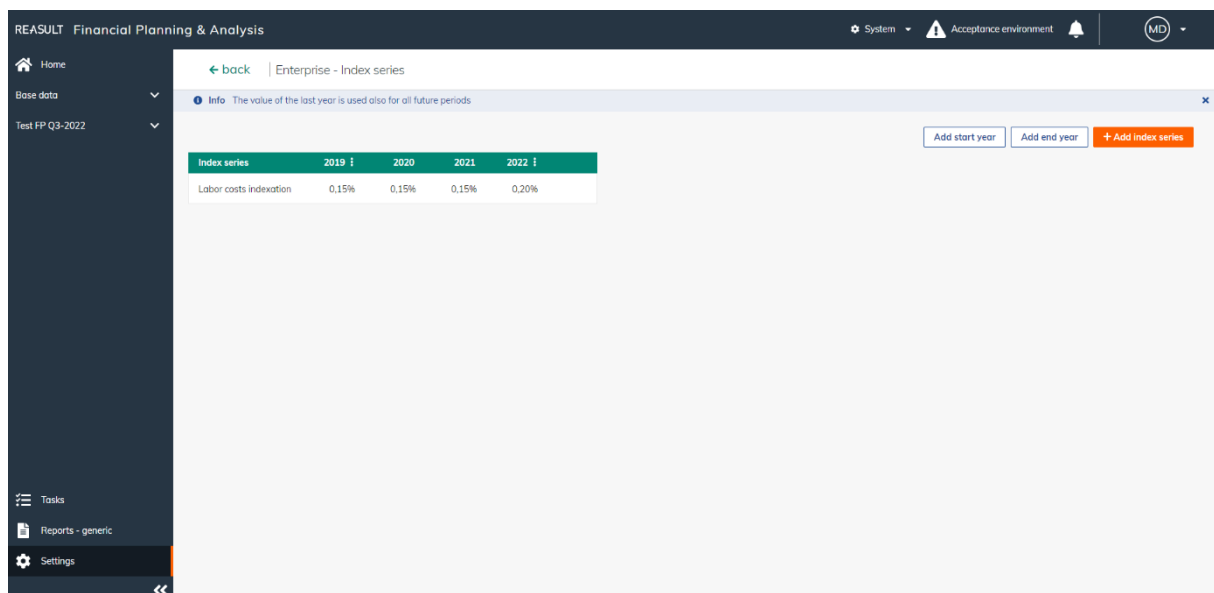 REASULT Financial Planning & Analysis
System
Acceptance environment
MD
Home
back
Enterprise - Index series
Base data
Info The value of the last year is used also for all future periods
Test FP Q3-2022
Add start year
Add end year
+ Add index series
Index series 2019 2020 2021 2022
Labor costs indexation 0,15% 0,15% 0,15% 0,20%
Tasks
Reports - generic
Settings